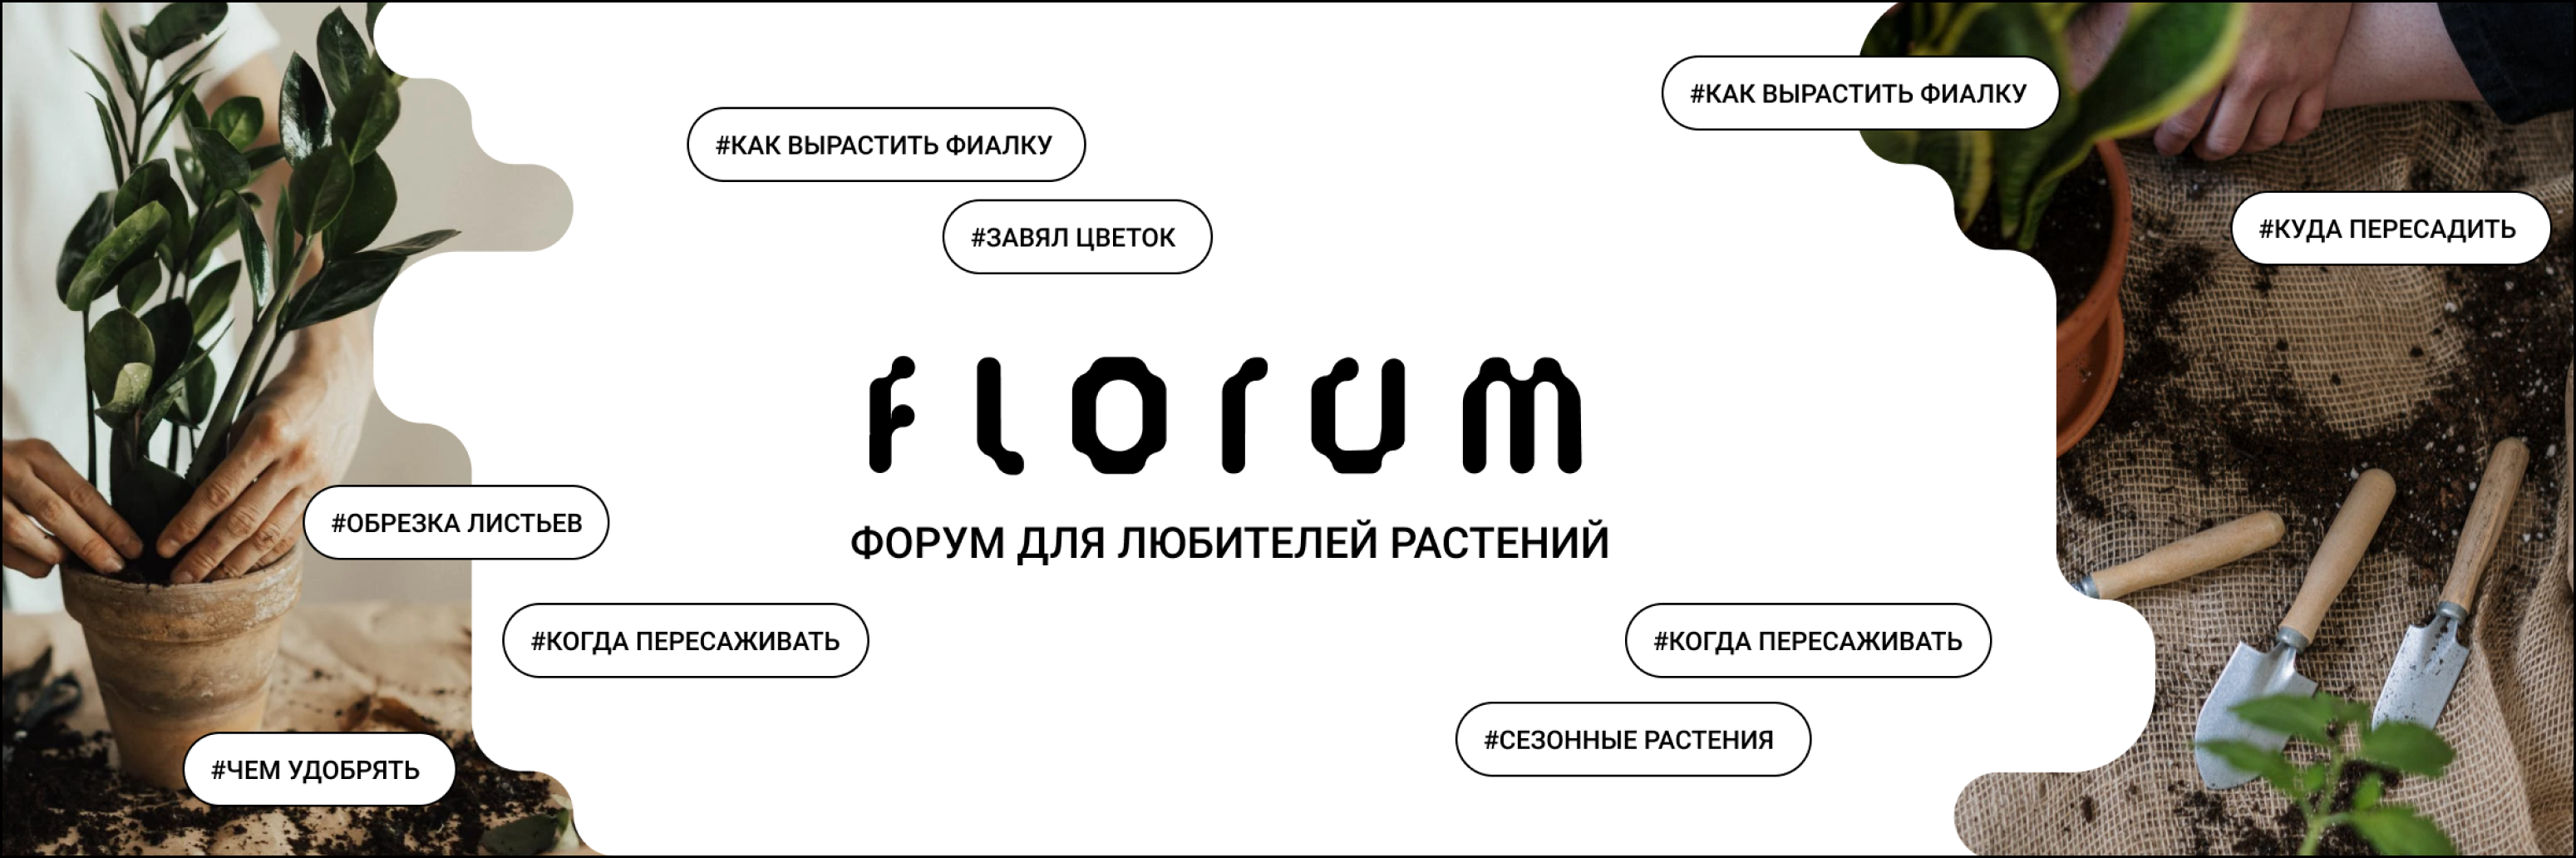 #КАК ВЫРАСТИТЬ ФИАЛКУ
#КАК ВЫРАСТИТЬ ФИАЛКУ
#ЗАВЯЛ ЦВЕТОК
#КУДА ПЕРЕСАДИТЬ
FLORUM
#ОБРЕЗКА ЛИСТЬЕВ
ФОРУМ ДЛЯ ЛЮБИТЕЛЕЙ РАСТЕНИЙ
#КОГДА ПЕРЕСАЖИВАТЬ
#КОГДА ПЕРЕСАЖИВАТЬ
#СЕЗОННЫЕ РАСТЕНИЯ
#ЧЕМ УДОБРЯТЬ